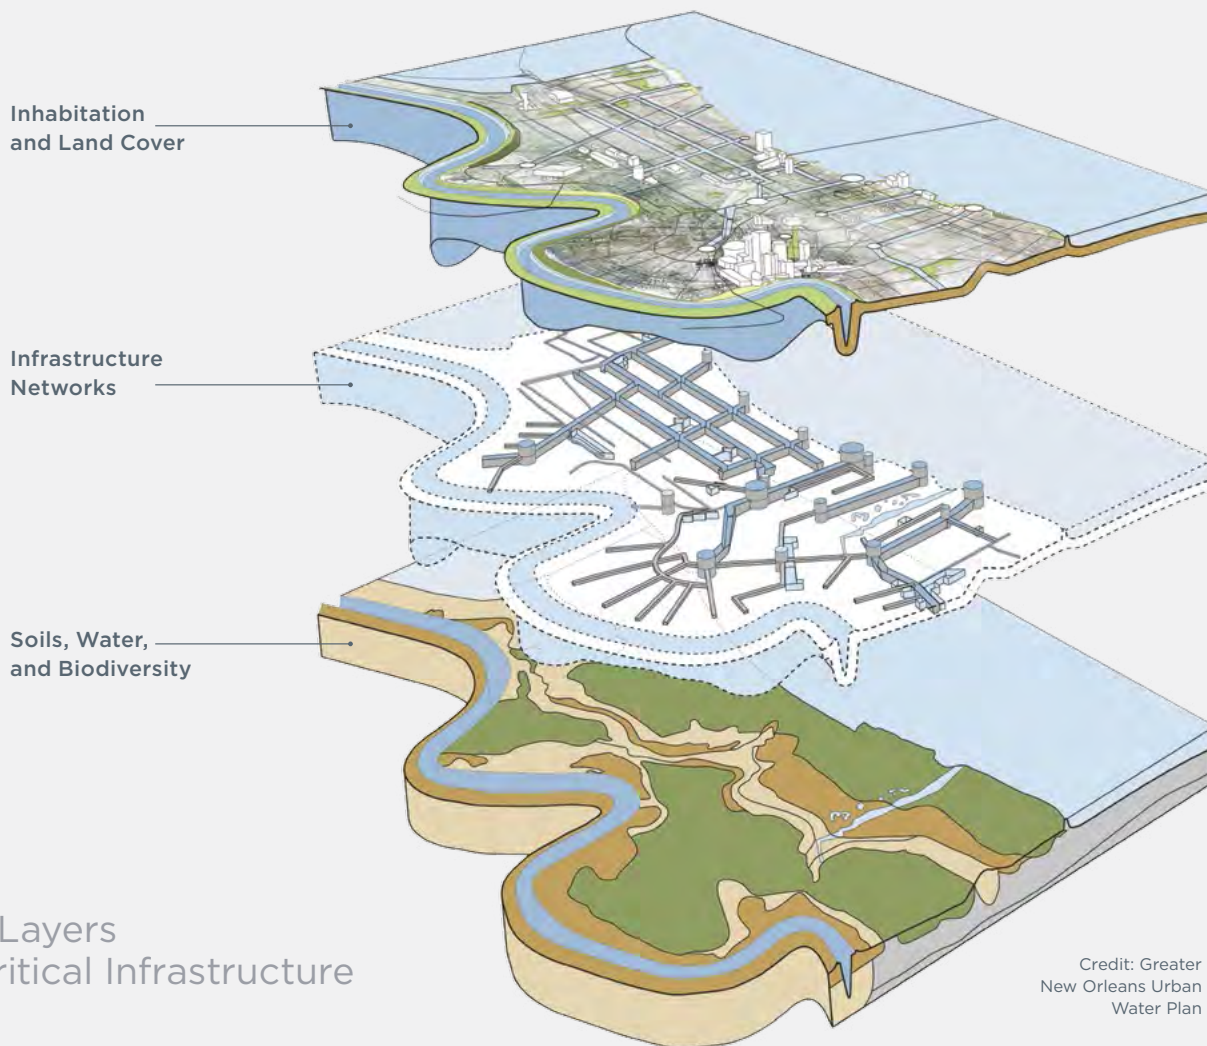 Inhabitation
and Land Cover
Infrastructure
Networks
Soils, Water,
and Biodiversity
Layers
ritical Infrastructure
Credit: Greater
New Orleans Urban
Water Plan